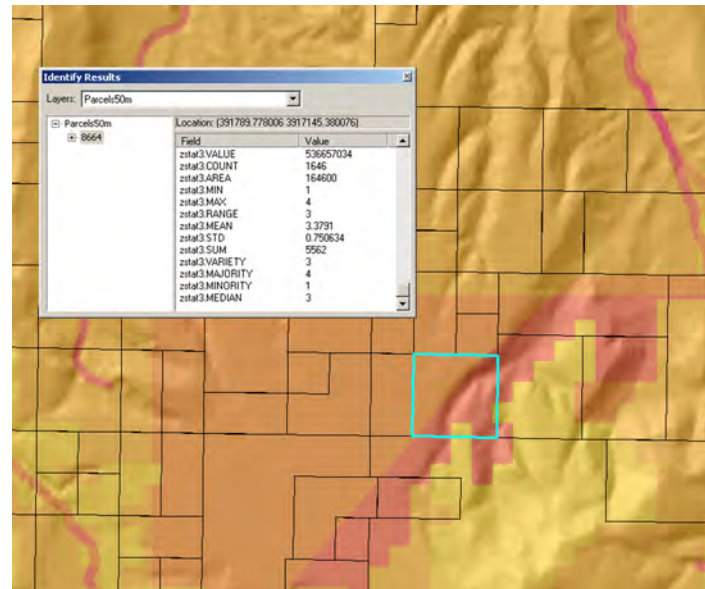 Identify Results
Layers: Parcels50m
Parcels50m
8664
Location: (391789.778006 3917145.380076)
Field Value
zstat3.VALUE 536657034
zstat3.COUNT 1646
zstat3.AREA 164600
zstat3.MIN 1
zstat3.MAX 4
zstat3.RANGE 3
zstat3.MEAN 3.3791
zstat3.STD 0.750634
zstat3.SUM 5562
zstat3.VARIETY 3
zstat3.MAJORITY 4
zstat3.MINORITY 1
zstat3.MEDIAN 3